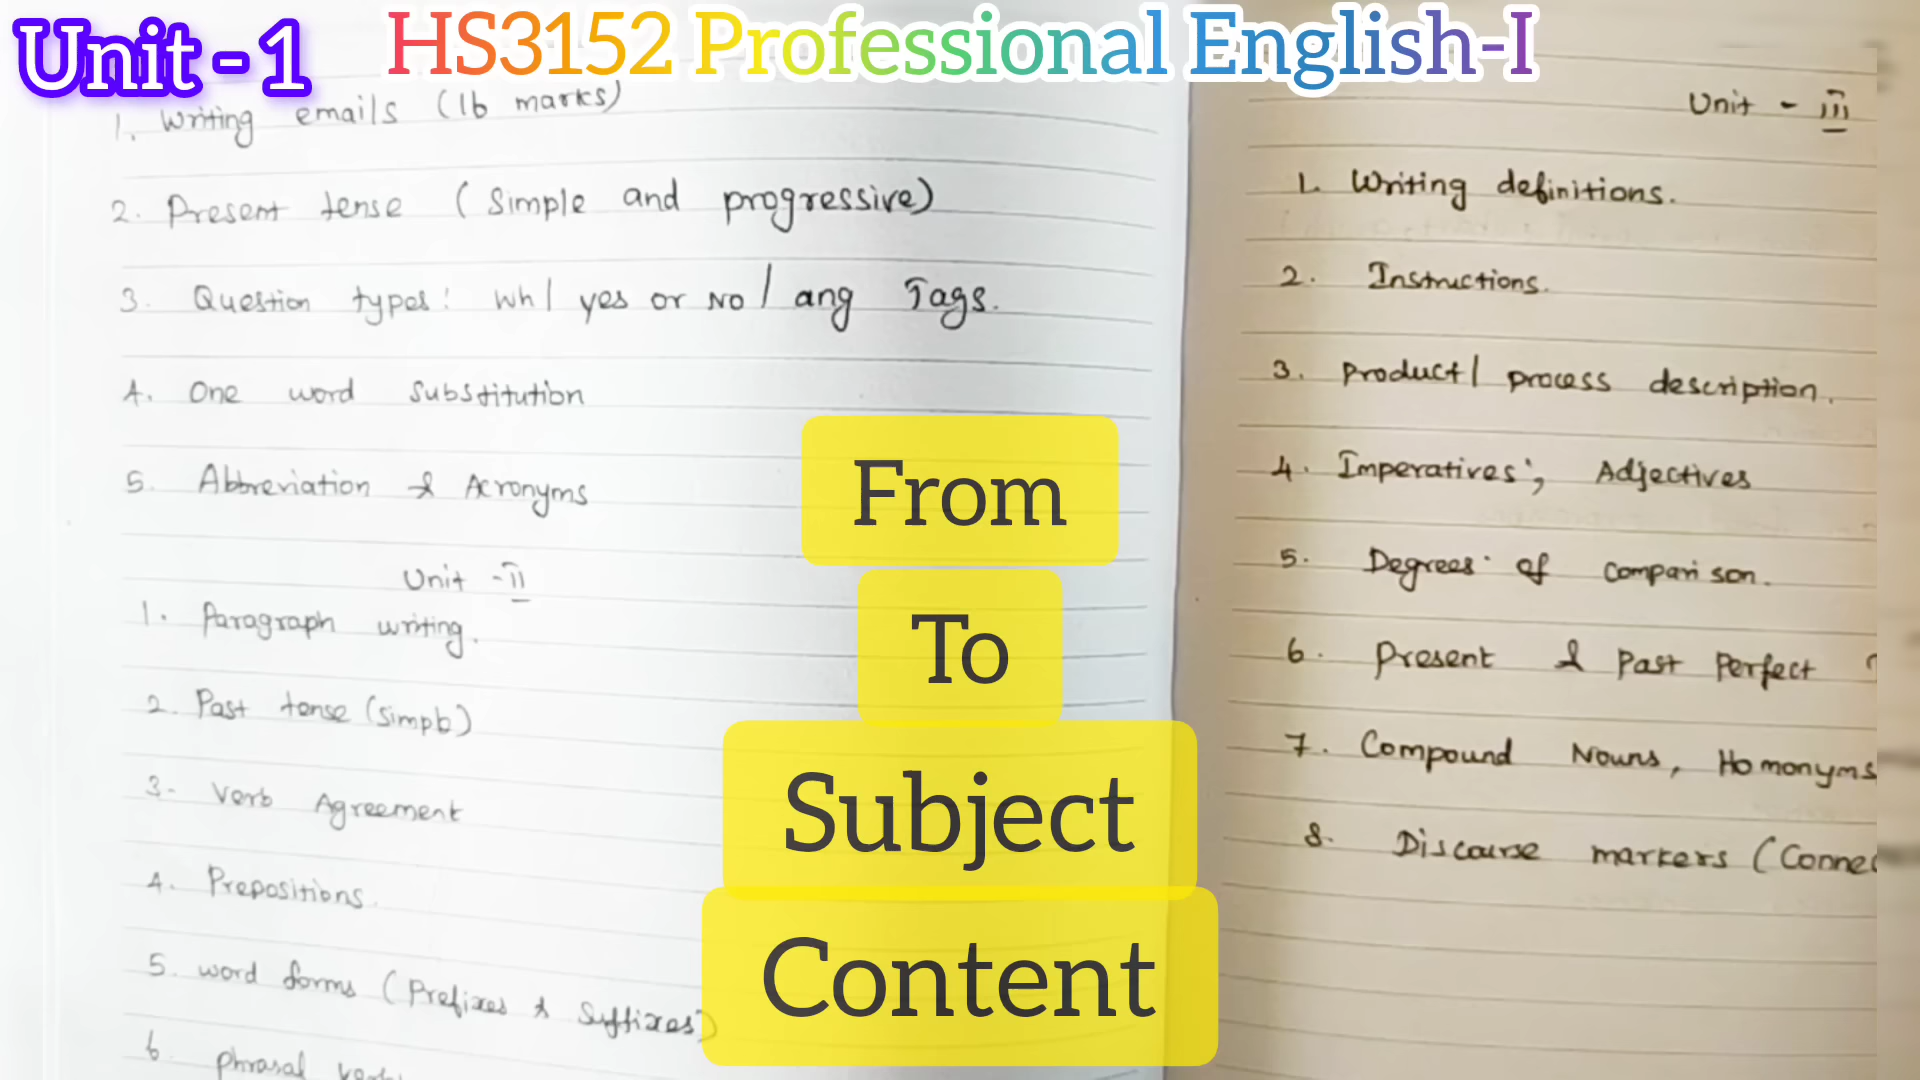 Unit - 1
HS3152 Professional English-I
1. Writing emails (16 marks)
2. Present tense (Simple and progressive)
3. Question types: Wh| yes or No | ang Tags.
4. One word Substitution
5. Abbreviation & Acronyms
Unit - II
1. Paragraph writing.
2. Past tense (simple)
3. Verb Agreement
4. Prepositions.
5. word forms (Prefixes & Suffixes)
6. phrasal
From
To
Subject
Content
Unit - III
1. Writing definitions.
2. Instructions.
3. Product| process description.
4. Imperatives; Adjectives
5. Degrees of comparison.
6. Present & Past Perfect
7. Compound Nouns, Homonyms
8. Discourse markers (Connec